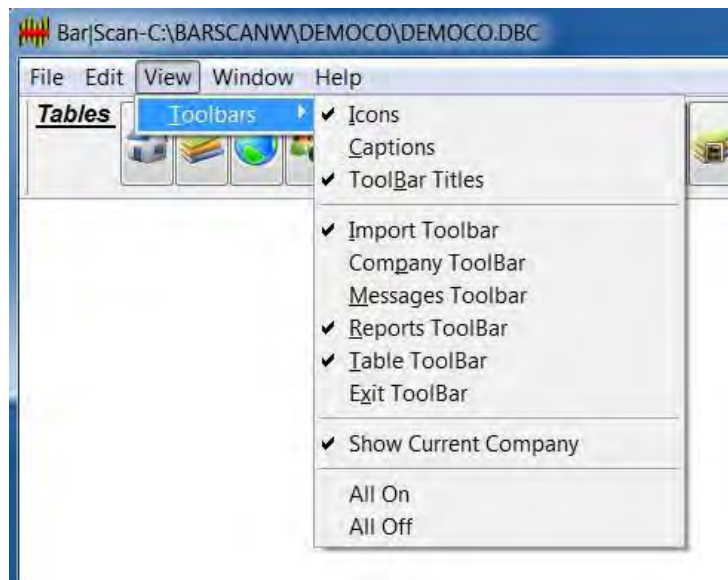 Bar|Scan-C:\BARSCANW\DEMOCO\DEMOCO.DBC
File Edit View Window Help
Tables
Toolbars
Icons
Captions
ToolBar Titles
Import Toolbar
Company ToolBar
Messages Toolbar
Reports ToolBar
Table ToolBar
Exit ToolBar
Show Current Company
All On
All Off